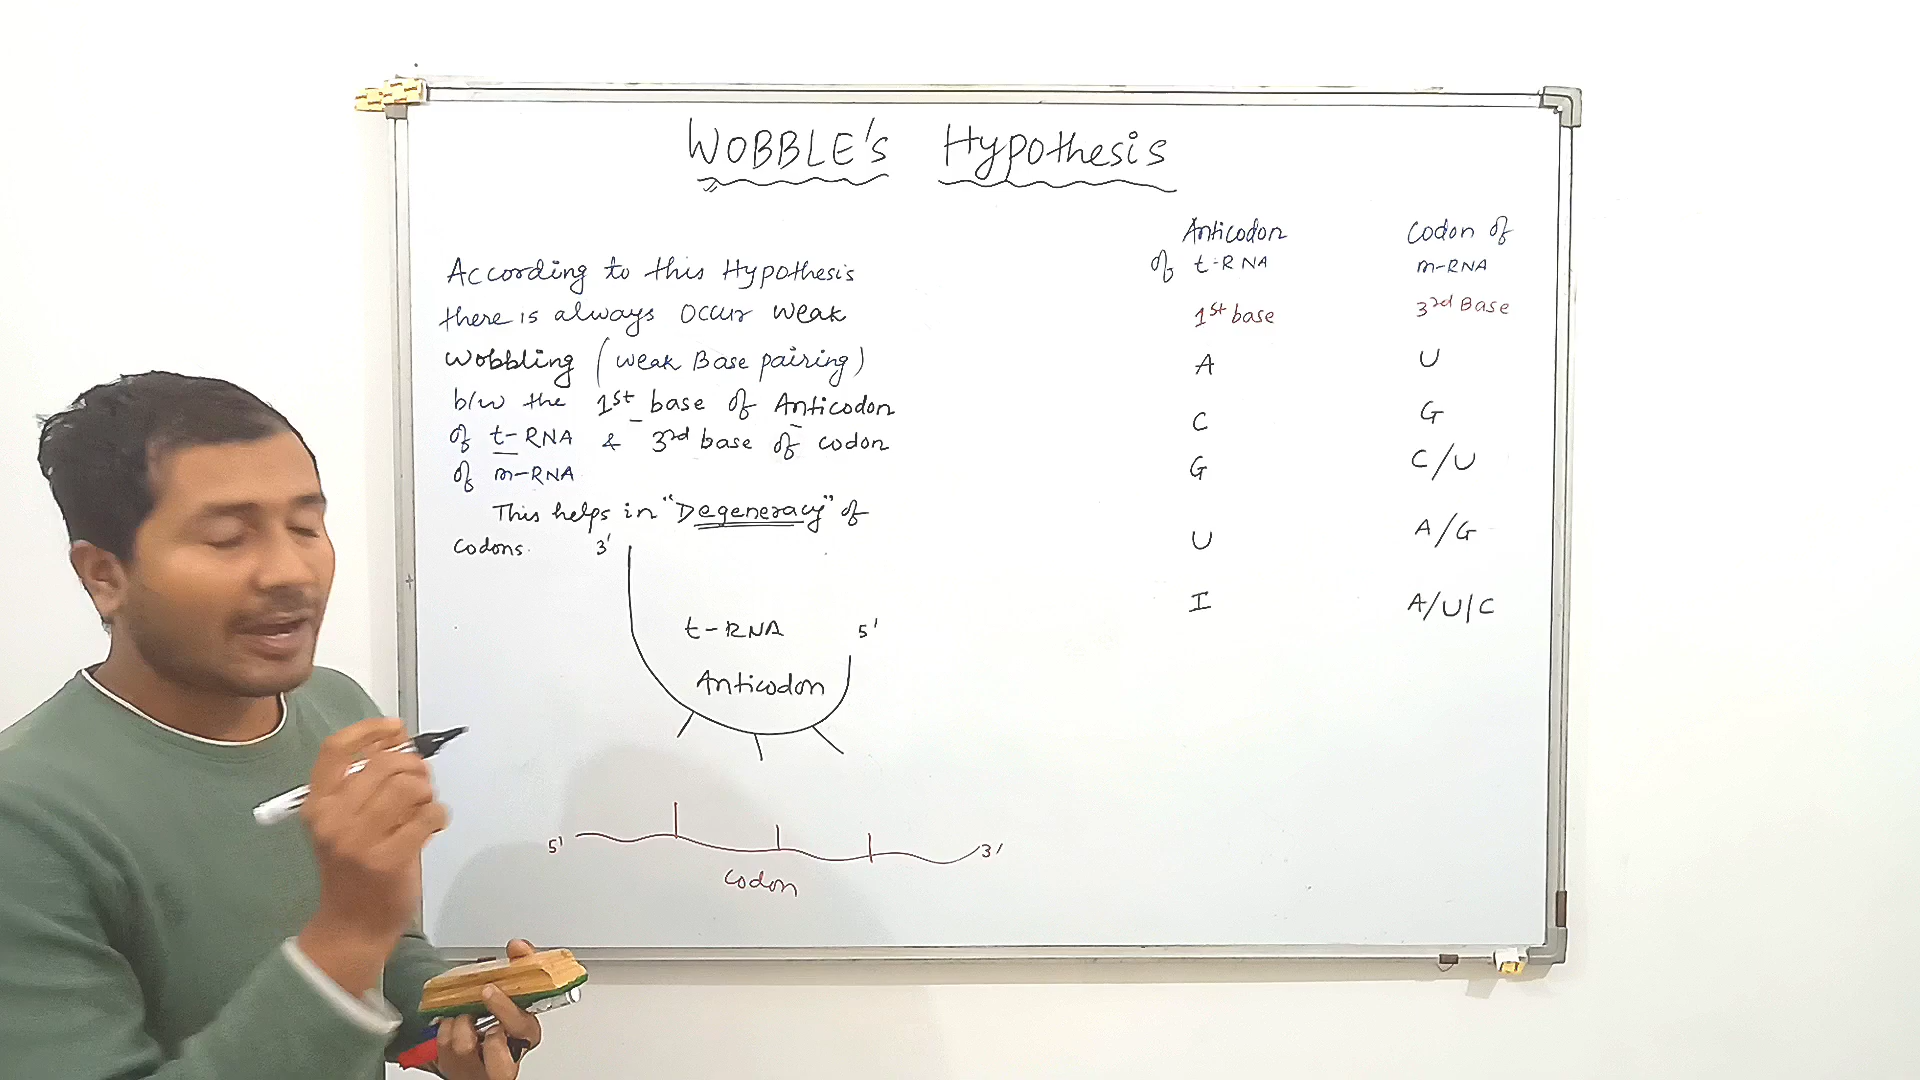 WOBBLE's Hypothesis
According to this Hypothesis
there is always occur weak
wobbling (weak Base pairing)
b/w the 1st base of Anticodon
of t-RNA & 3rd base of codon
of m-RNA
This helps in "Degeneracy" of
codons.
3'
t-RNA 5'
Anticodon
5' 3'
Codon
Anticodon Codon of
of t-RNA m-RNA
1st base 3rd Base
A U
C G
G C/U
U A/G
I A/U/C